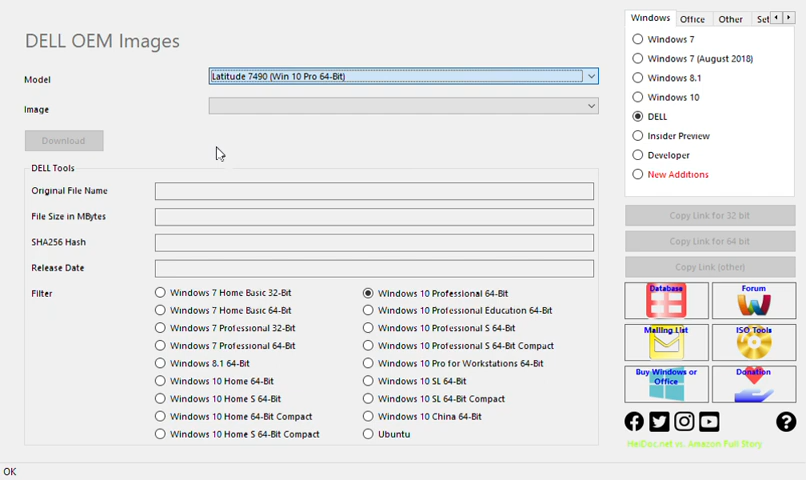 DELL OEM Images
Model
Latitude 7490 (Win 10 Pro 64-Bit)
Image
Download
DELL Tools
Original File Name
File Size in MBytes
SHA256 Hash
Release Date
Filter
Windows 7 Home Basic 32-Bit
Windows 7 Home Basic 64-Bit
Windows 7 Professional 32-Bit
Windows 7 Professional 64-Bit
Windows 8.1 64-Bit
Windows 10 Home 64-Bit
Windows 10 Home S 64-Bit
Windows 10 Home 64-Bit Compact
Windows 10 Home S 64-Bit Compact
Windows 10 Professional 64-Bit
Windows 10 Professional Education 64-Bit
Windows 10 Professional S 64-Bit
Windows 10 Professional S 64-Bit Compact
Windows 10 Pro for Workstations 64-Bit
Windows 10 SL 64-Bit
Windows 10 SL 64-Bit Compact
Windows 10 China 64-Bit
Ubuntu
Windows Office Other Set
Windows 7
Windows 7 (August 2018)
Windows 8.1
Windows 10
DELL
Insider Preview
Developer
New Additions
Copy Link for 32 bit
Copy Link for 64 bit
Copy Link (other)
Database
Forum
Mailing List
ISO Tools
Buy Windows or
Office
Donation
HeiDoc.net vs. Amazon Full Story
OK